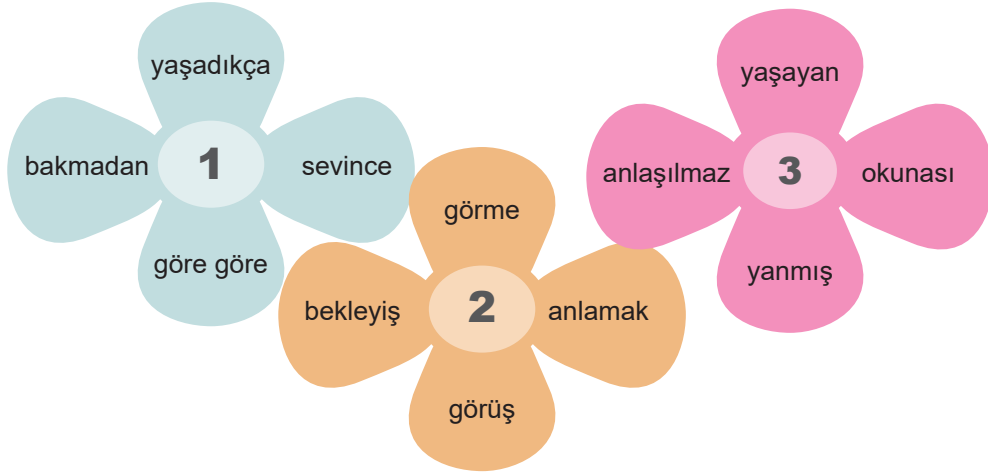 yaşadıkça
bakmadan
1
sevince
göre göre
görme
bekleyiş
2
anlamak
görüş
yaşayan
anlaşılmaz
3
okunası
yanmış